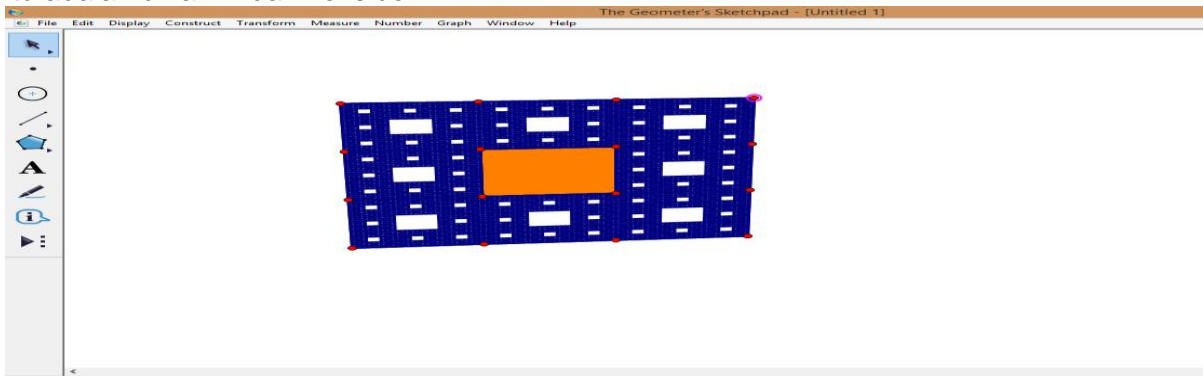 The Geometer's Sketchpad - [Untitled 1]
File Edit Display Construct Transform Measure Number Graph Window Help
A
i